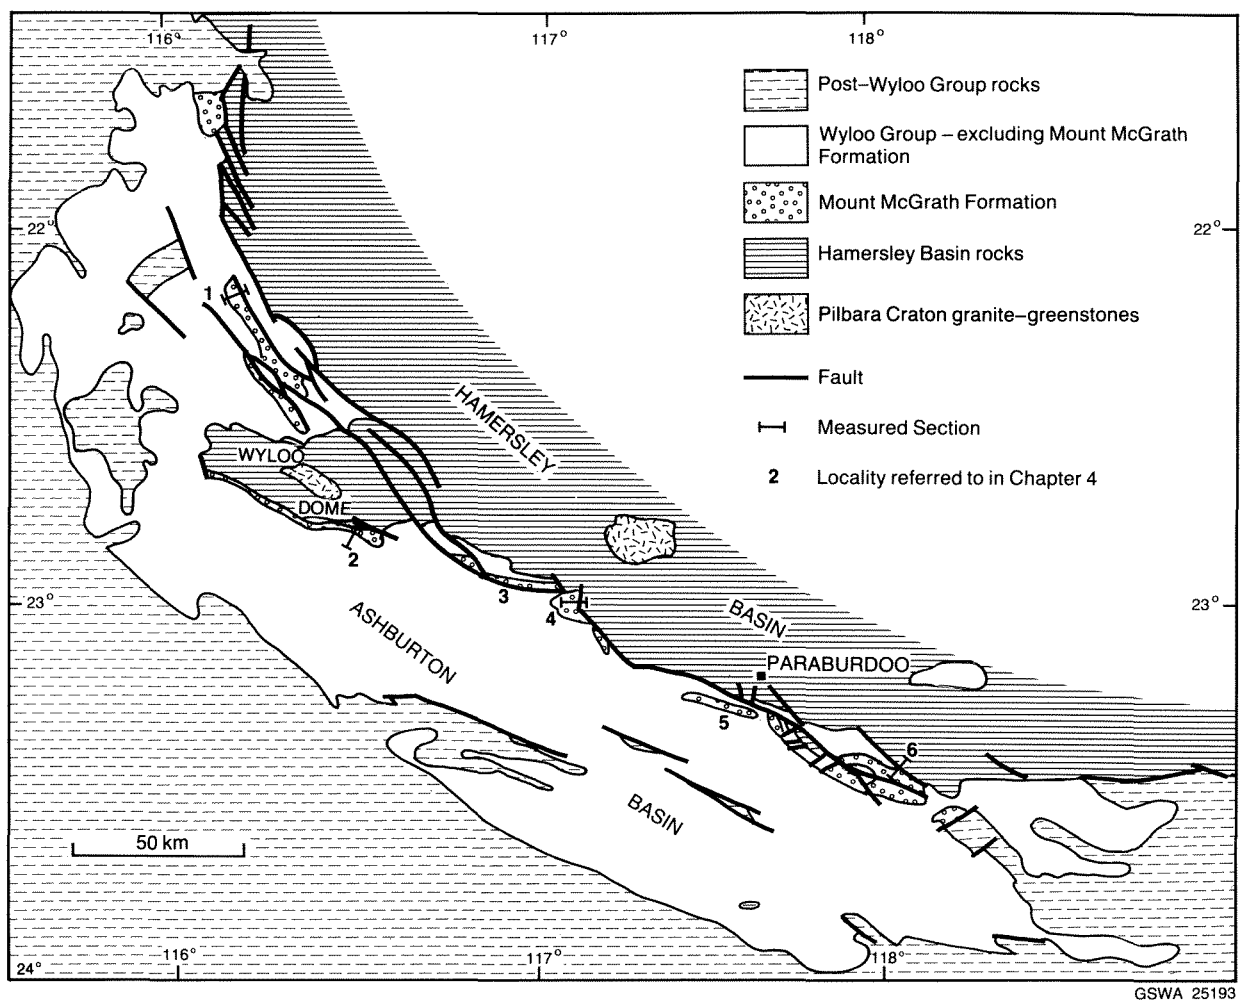 116°
117°
118°
Post–Wyloo Group rocks
Wyloo Group – excluding Mount McGrath
Formation
Mount McGrath Formation
22°
22°
Hamersley Basin rocks
1
Pilbara Craton granite–greenstones
Fault
HAMERSLEY
Measured Section
WYLOO
2 Locality referred to in Chapter 4
DOME
2
3
23°
23°
4
ASHBURTON
BASIN
PARABURDOO
5
6
BASIN
50 km
116°
117°
118°
24°
GSWA 25193